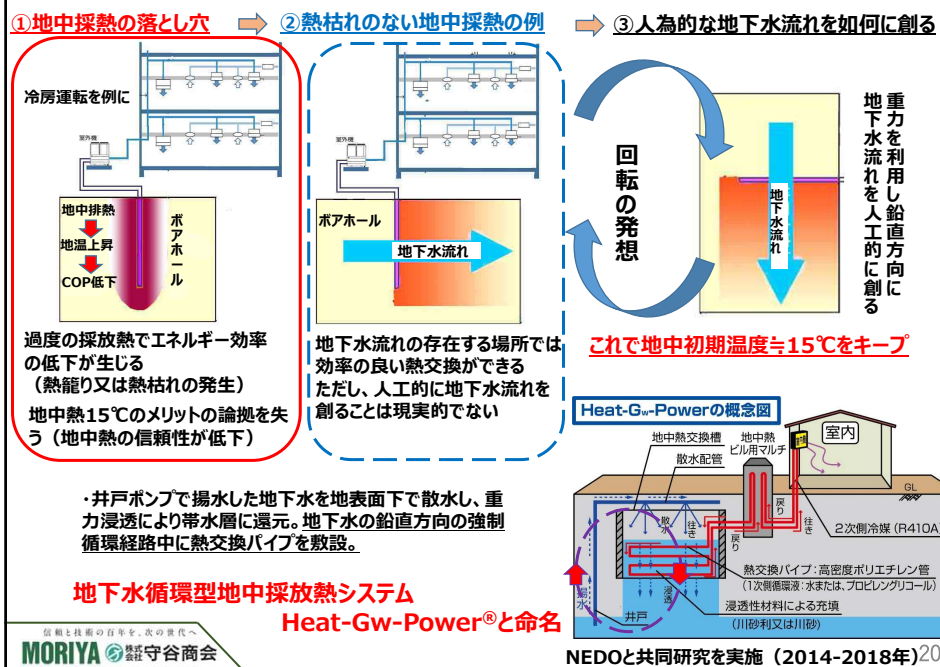 ①地中採熱の落とし穴
②熱枯れのない地中採熱の例
③人為的な地下水流れを如何に創る
冷房運転を例に
室外機
地中排熱
地温上昇
COP低下
ボアホール
過度の採放熱でエネルギー効率
の低下が生じる
（熱籠り又は熱枯れの発生）
地中熱15℃のメリットの論拠を失
う（地中熱の信頼性が低下）
室外機
ボアホール
地下水流れ
地下水流れの存在する場所では
効率の良い熱交換ができる
ただし、人工的に地下水流れを
創ることは現実的でない
回転の発想
地下水流れ
重力を利用し鉛直方向に
地下水流れを人工的に創る
これで地中初期温度≒15℃をキープ
・井戸ポンプで揚水した地下水を地表面下で散水し、重
力浸透により帯水層に還元。地下水の鉛直方向の強制
循環経路中に熱交換パイプを敷設。
地下水循環型地中採放熱システム
Heat-Gw-Power®と命名
Heat-Gw-Powerの概念図
地中熱交換槽
散水配管
地中熱
ビル用マルチ
室内
GL
散水
往き
戻り
戻り
往き
2次側冷媒（R410A）
熱交換パイプ：高密度ポリエチレン管
（1次側循環液：水または、プロピレングリコール）
揚水
井戸
浸透
浸透性材料による充填
（川砂利又は川砂）
信頼と技術の百年を、次の世代へ
MORIYA 株式会社守谷商会
NEDOと共同研究を実施（2014-2018年）
20